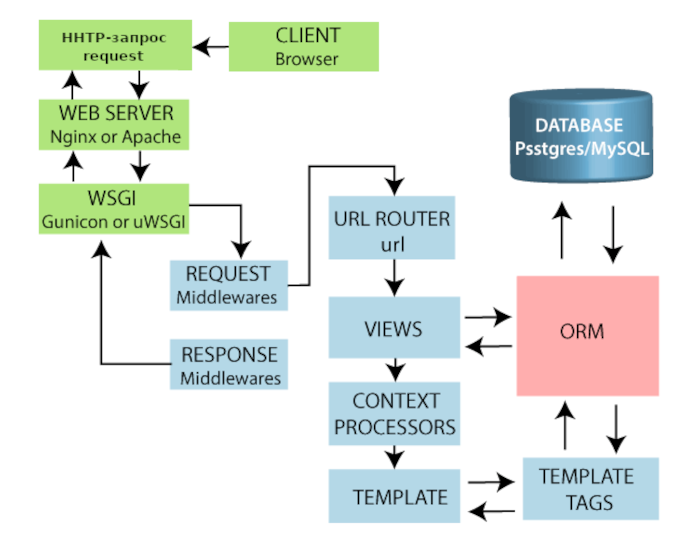 HHTP-запрос
request
CLIENT
Browser
WEB SERVER
Nginx or Apache
DATABASE
Psstgres/MySQL
WSGI
Gunicon or uWSGI
URL ROUTER
url
REQUEST
Middlewares
VIEWS
ORM
RESPONSE
Middlewares
CONTEXT
PROCESSORS
TEMPLATE
TEMPLATE
TAGS